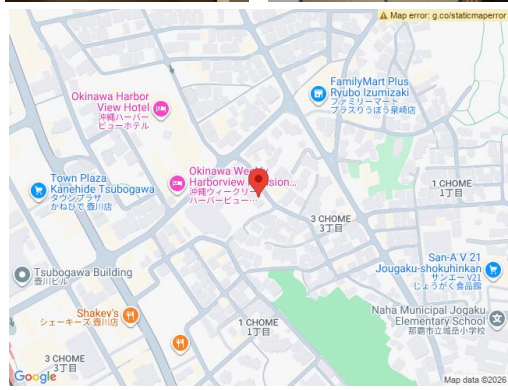 Map error: g.co/staticmaperror
FamilyMart Plus
Ryubo Izumizaki
ファミリーマート
プラスりうぼう泉崎店
Okinawa Harbor
View Hotel
沖縄ハーバー
ビューホテル
Okinawa
Harborview
沖縄ウィークリー
ハーバービュー…
Town Plaza
Kanehide Tsubogawa
タウンプラザ
かねひで 壺川店
1 CHOME
1丁目
3 CHOME
3丁目
San-A V 21
Jougaku-shokuhinkan
サンエー V21
じょうがく食品館
Tsubogawa Building
壺川ビル
Shakey's
シェーキーズ 壺川店
Naha Municipal Jogaku
Elementary School
那覇市立城岳小学校
1 CHOME
1丁目
3 CHOME
3丁目
Google
Map data ©2026